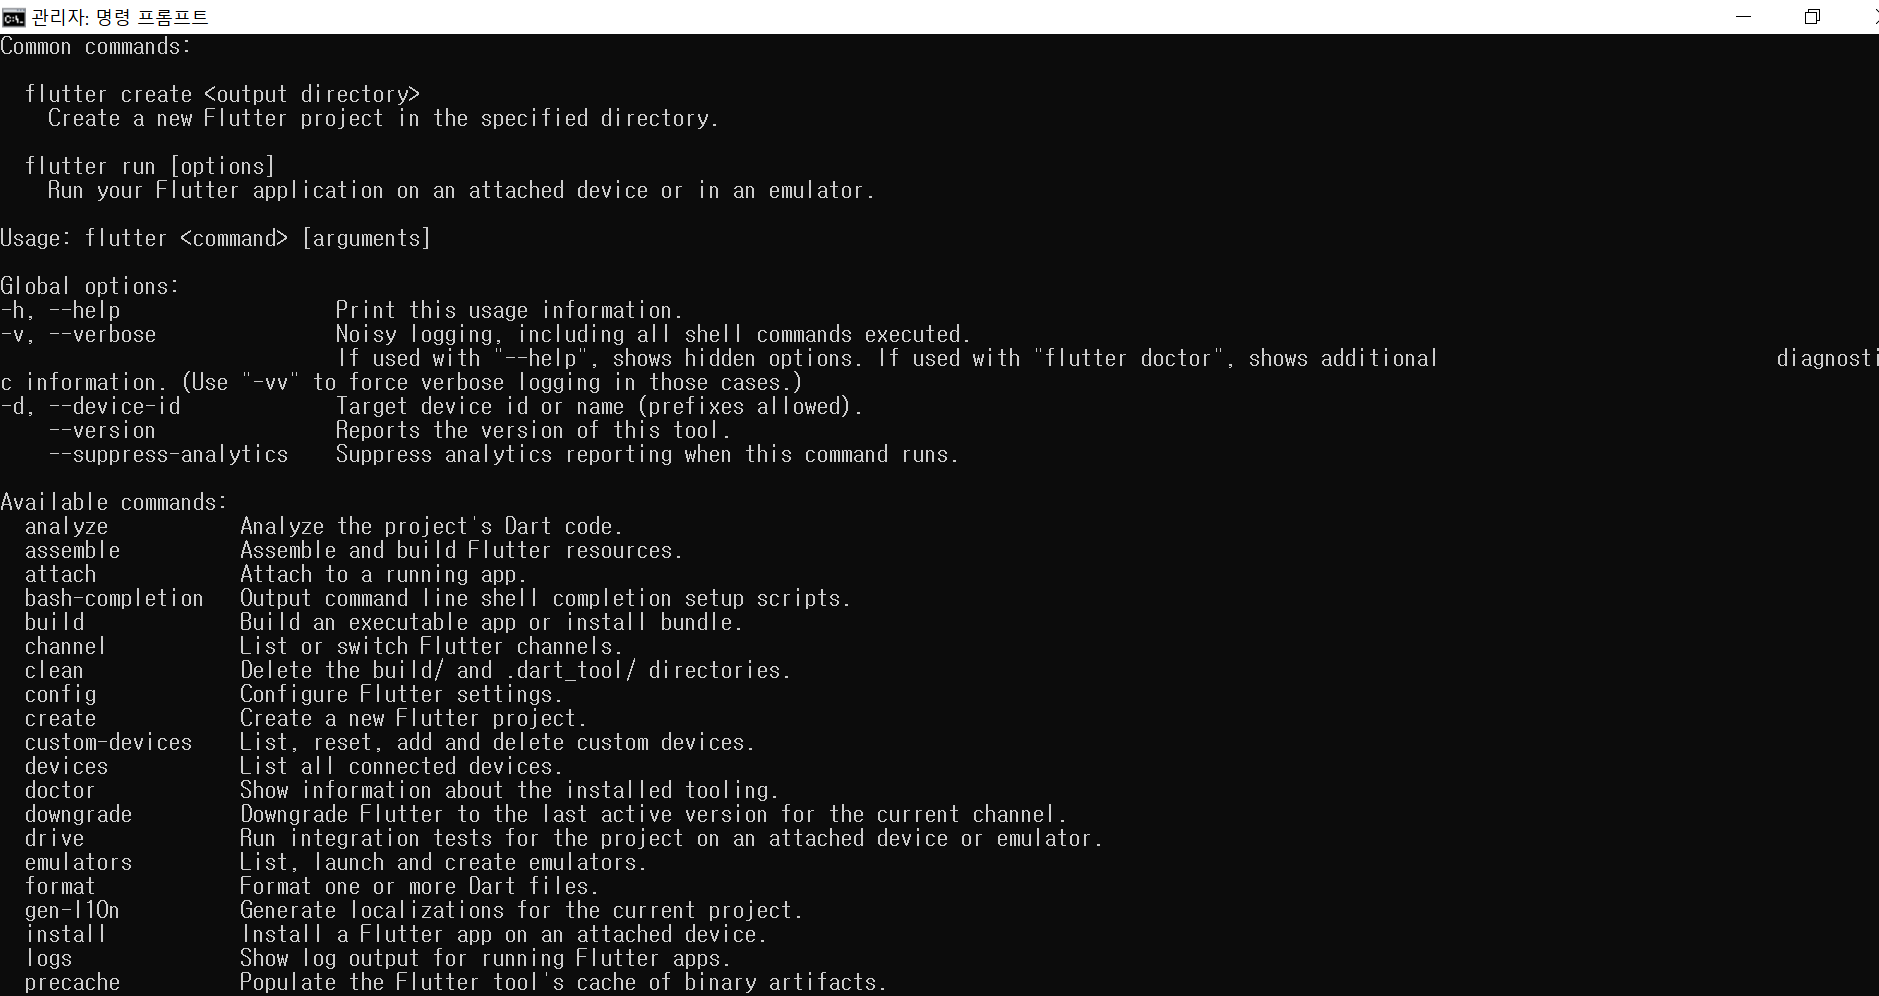 관리자: 명령 프롬프트
Common commands:
flutter create <output directory>
Create a new Flutter project in the specified directory.
flutter run [options]
Run your Flutter application on an attached device or in an emulator.
Usage: flutter <command> [arguments]
Global options:
-h, --help Print this usage information.
-v, --verbose Noisy logging, including all shell commands executed.
If used with "--help", shows hidden options. If used with "flutter doctor", shows additional diagnosti
c information. (Use "-vv" to force verbose logging in those cases.)
-d, --device-id Target device id or name (prefixes allowed).
--version Reports the version of this tool.
--suppress-analytics Suppress analytics reporting when this command runs.
Available commands:
analyze Analyze the project's Dart code.
assemble Assemble and build Flutter resources.
attach Attach to a running app.
bash-completion Output command line shell completion setup scripts.
build Build an executable app or install bundle.
channel List or switch Flutter channels.
clean Delete the build/ and .dart_tool/ directories.
config Configure Flutter settings.
create Create a new Flutter project.
custom-devices List, reset, add and delete custom devices.
devices List all connected devices.
doctor Show information about the installed tooling.
downgrade Downgrade Flutter to the last active version for the current channel.
drive Run integration tests for the project on an attached device or emulator.
emulators List, launch and create emulators.
format Format one or more Dart files.
gen-l10n Generate localizations for the current project.
install Install a Flutter app on an attached device.
logs Show log output for running Flutter apps.
precache Populate the Flutter tool's cache of binary artifacts.